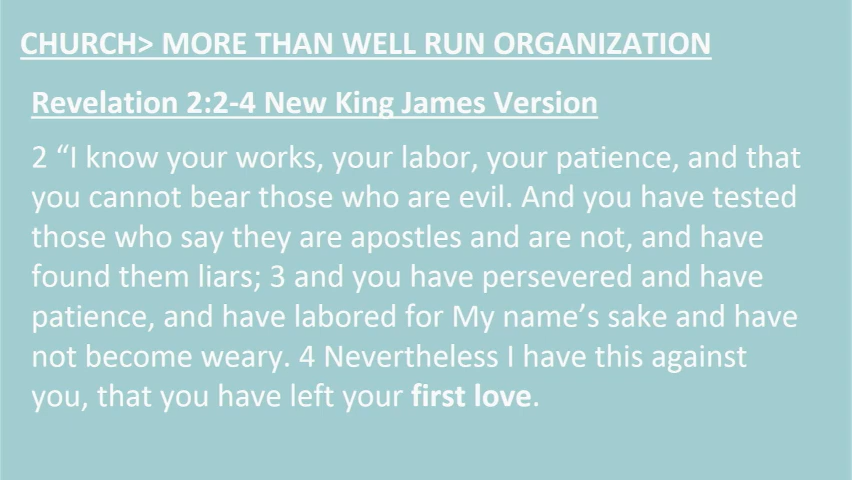 CHURCH> MORE THAN WELL RUN ORGANIZATION
Revelation 2:2-4 New King James Version
2 “I know your works, your labor, your patience, and that
you cannot bear those who are evil. And you have tested
those who say they are apostles and are not, and have
found them liars; 3 and you have persevered and have
patience, and have labored for My name’s sake and have
not become weary. 4 Nevertheless I have this against
you, that you have left your first love.